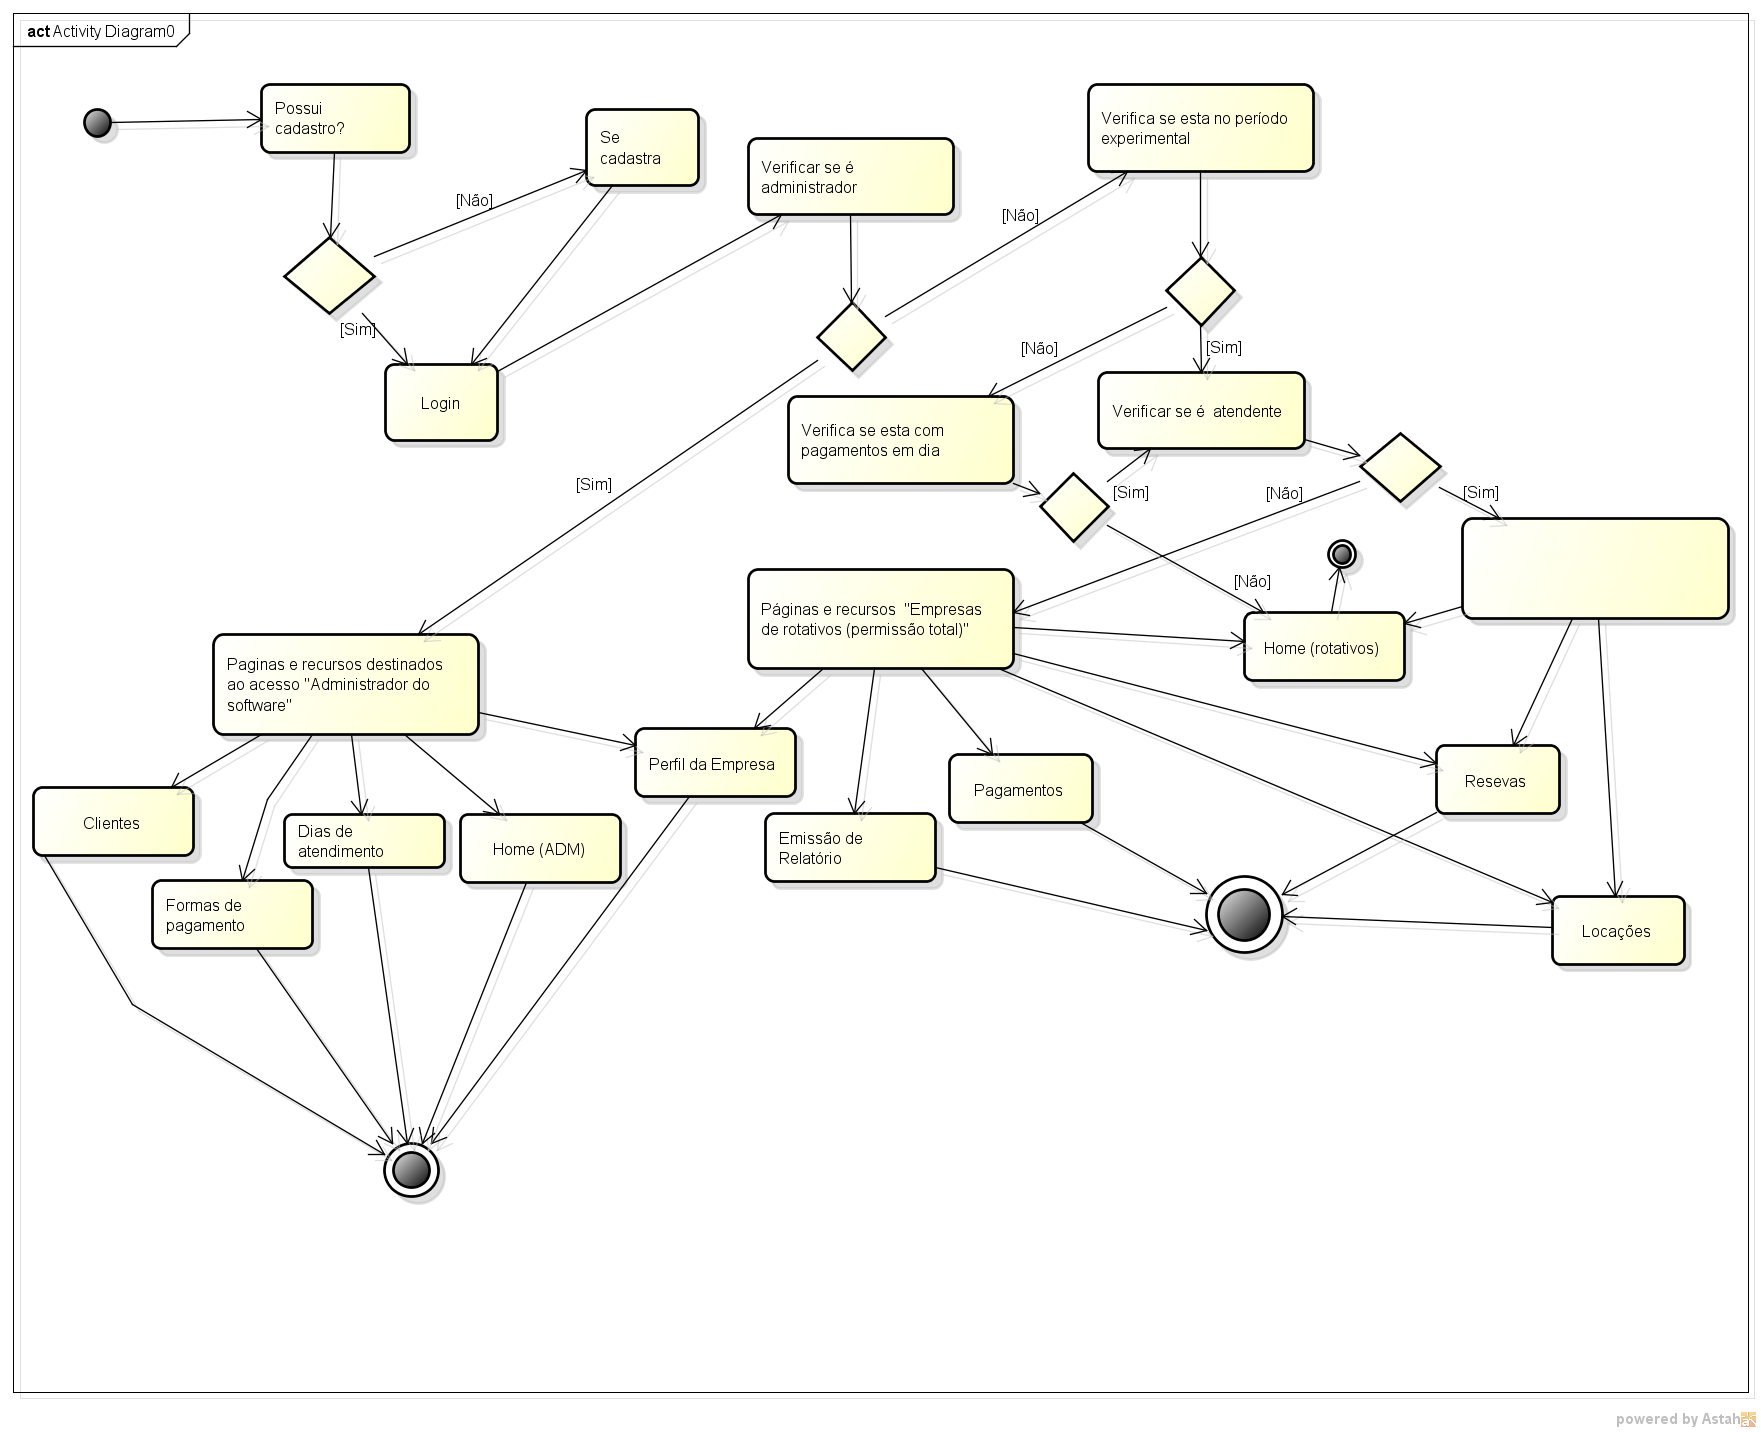 act Activity Diagram0
Possui
cadastro?
Se
cadastra
[Não]
[Sim]
Login
Verificar se é
administrador
[Não]
[Sim]
Verifica se esta no período
experimental
[Não]
[Sim]
Verifica se esta com
pagamentos em dia
Verificar se é  atendente
[Sim]
[Não]
[Não]
[Sim]
Páginas e recursos  "Empresas
de rotativos (permissão total)"
Home (rotativos)
Paginas e recursos destinados
ao acesso "Administrador do
software"
Perfil da Empresa
Clientes
Dias de
atendimento
Home (ADM)
Formas de
pagamento
Emissão de
Relatório
Pagamentos
Resevas
Locações
powered by Astah